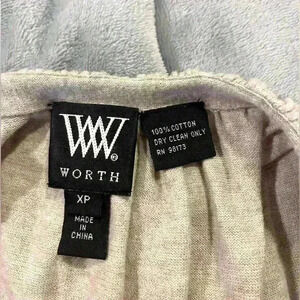 W
®
WORTH
XP
MADE
IN
CHINA
100% COTTON
DRY CLEAN ONLY
RN 98173